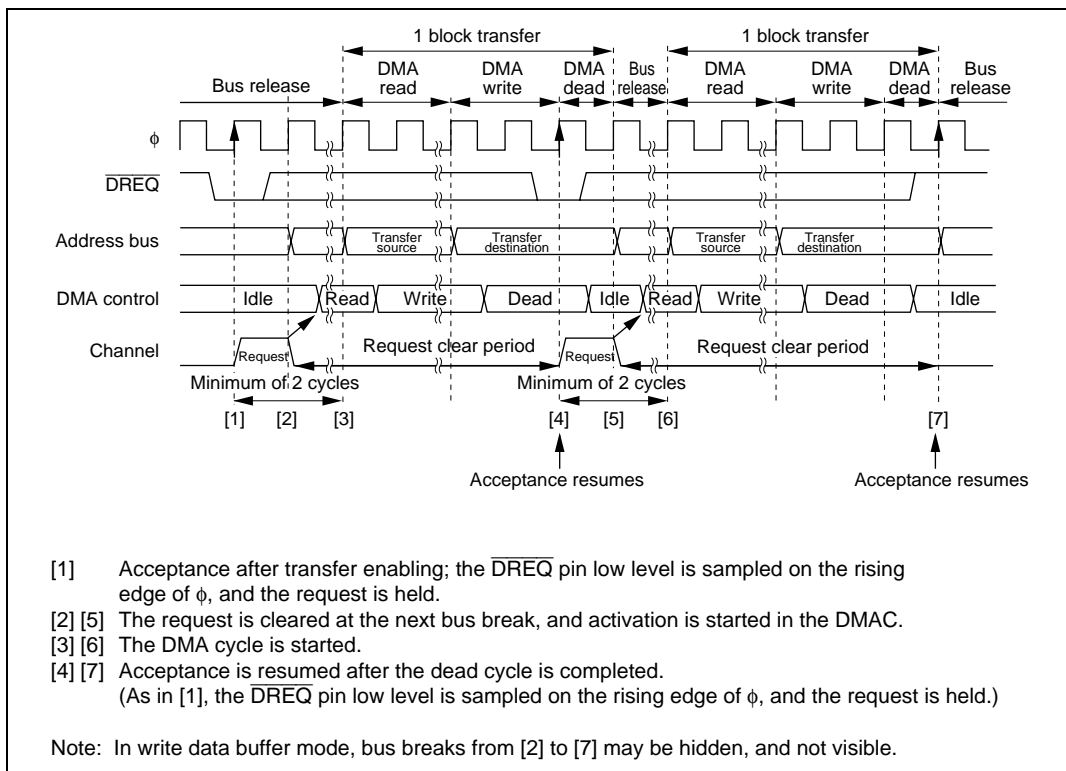 1 block transfer 1 block transfer
Bus release DMA read DMA write DMA dead Bus release DMA read DMA write DMA dead Bus release
φ
DREQ
Address bus Transfer source Transfer destination Transfer source Transfer destination
DMA control Idle Read Write Dead Idle Read Write Dead Idle
Channel Request Request clear period Request Request clear period
Minimum of 2 cycles Minimum of 2 cycles
[1] [2] [3] [4] [5] [6] [7]
Acceptance resumes Acceptance resumes
[1] Acceptance after transfer enabling; the DREQ pin low level is sampled on the rising
edge of φ, and the request is held.
[2] [5] The request is cleared at the next bus break, and activation is started in the DMAC.
[3] [6] The DMA cycle is started.
[4] [7] Acceptance is resumed after the dead cycle is completed.
(As in [1], the DREQ pin low level is sampled on the rising edge of φ, and the request is held.)
Note: In write data buffer mode, bus breaks from [2] to [7] may be hidden, and not visible.